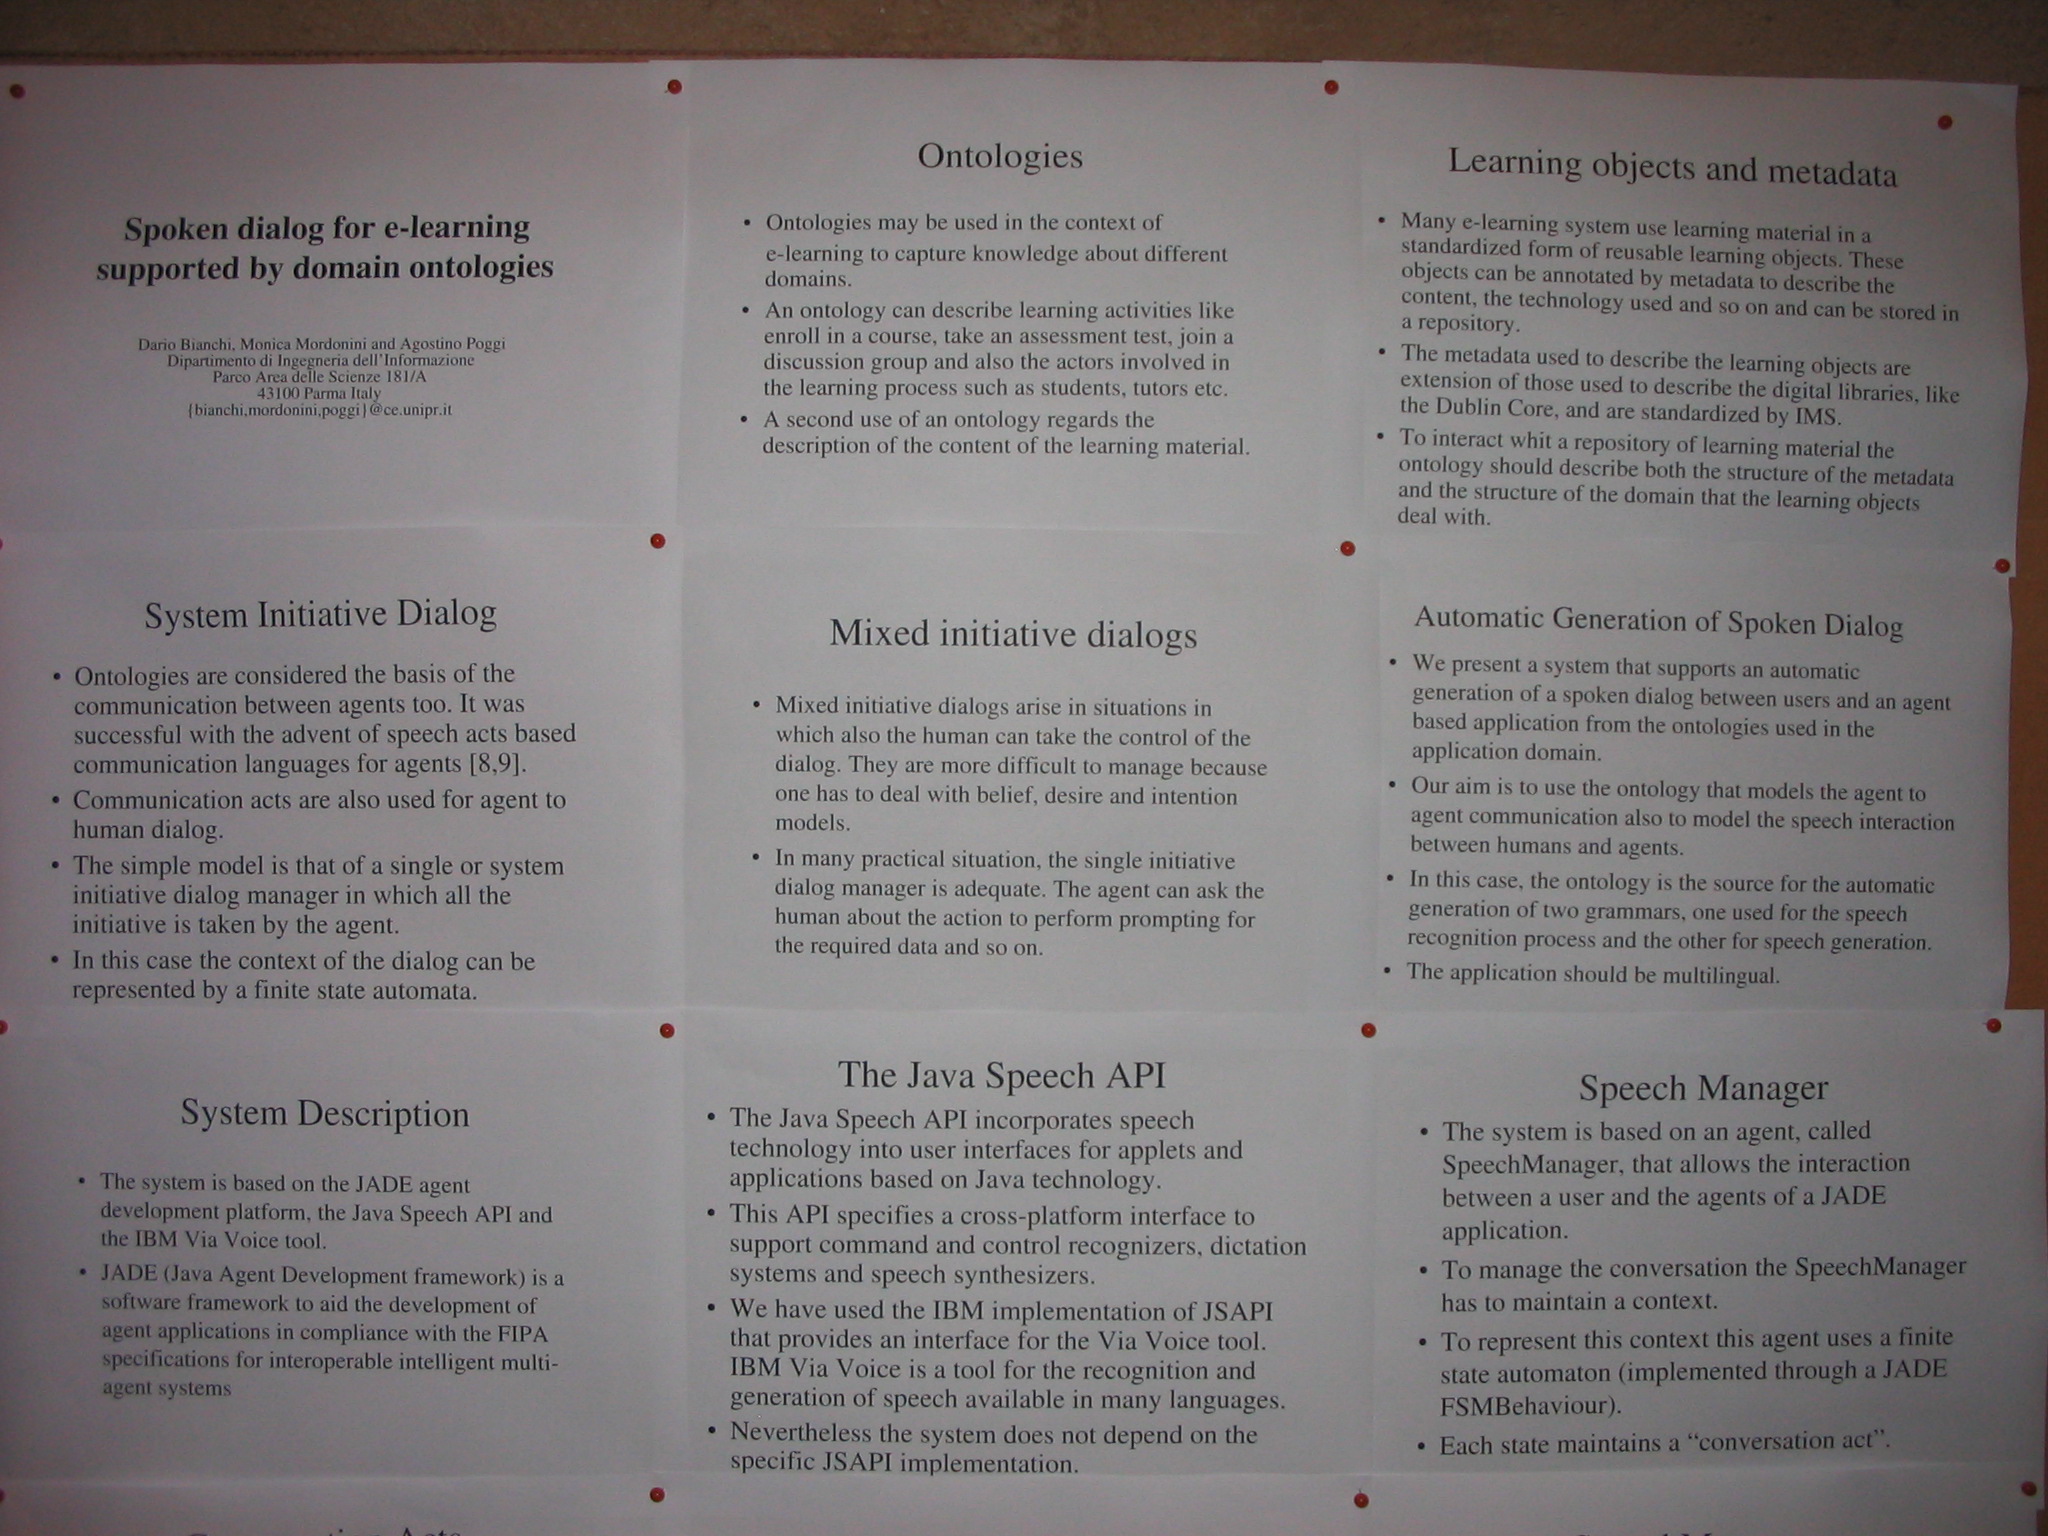 Spoken dialog for e-learning
supported by domain ontologies
Dario Bianchi, Monica Mordonini and Agostino Poggi
Dipartimento di Ingegneria dell'Informazione
Parco Area delle Scienze 181/A
43100 Parma Italy
{bianchi,mordonini,poggi}@ce.unipr.it
Ontologies
• Ontologies may be used in the context of
e-learning to capture knowledge about different
domains.
• An ontology can describe learning activities like
enroll in a course, take an assessment test, join a
discussion group and also the actors involved in
the learning process such as students, tutors etc.
• A second use of an ontology regards the
description of the content of the learning material.
Learning objects and metadata
• Many e-learning system use learning material in a
standardized form of reusable learning objects. These
objects can be annotated by metadata to describe the
content, the technology used and so on and can be stored in
a repository.
• The metadata used to describe the learning objects are
extension of those used to describe the digital libraries, like
the Dublin Core, and are standardized by IMS.
• To interact whit a repository of learning material the
ontology should describe both the structure of the metadata
and the structure of the domain that the learning objects
deal with.
System Initiative Dialog
• Ontologies are considered the basis of the
communication between agents too. It was
successful with the advent of speech acts based
communication languages for agents [8,9].
• Communication acts are also used for agent to
human dialog.
• The simple model is that of a single or system
initiative dialog manager in which all the
initiative is taken by the agent.
• In this case the context of the dialog can be
represented by a finite state automata.
Mixed initiative dialogs
• Mixed initiative dialogs arise in situations in
which also the human can take the control of the
dialog. They are more difficult to manage because
one has to deal with belief, desire and intention
models.
• In many practical situation, the single initiative
dialog manager is adequate. The agent can ask the
human about the action to perform prompting for
the required data and so on.
Automatic Generation of Spoken Dialog
• We present a system that supports an automatic
generation of a spoken dialog between users and an agent
based application from the ontologies used in the
application domain.
• Our aim is to use the ontology that models the agent to
agent communication also to model the speech interaction
between humans and agents.
• In this case, the ontology is the source for the automatic
generation of two grammars, one used for the speech
recognition process and the other for speech generation.
• The application should be multilingual.
System Description
• The system is based on the JADE agent
development platform, the Java Speech API and
the IBM Via Voice tool.
• JADE (Java Agent Development framework) is a
software framework to aid the development of
agent applications in compliance with the FIPA
specifications for interoperable intelligent multi-
agent systems
The Java Speech API
• The Java Speech API incorporates speech
technology into user interfaces for applets and
applications based on Java technology.
• This API specifies a cross-platform interface to
support command and control recognizers, dictation
systems and speech synthesizers.
• We have used the IBM implementation of JSAPI
that provides an interface for the Via Voice tool.
IBM Via Voice is a tool for the recognition and
generation of speech available in many languages.
• Nevertheless the system does not depend on the
specific JSAPI implementation.
Speech Manager
• The system is based on an agent, called
SpeechManager, that allows the interaction
between a user and the agents of a JADE
application.
• To manage the conversation the SpeechManager
has to maintain a context.
• To represent this context this agent uses a finite
state automaton (implemented through a JADE
FSMBehaviour).
• Each state maintains a “conversation act”.